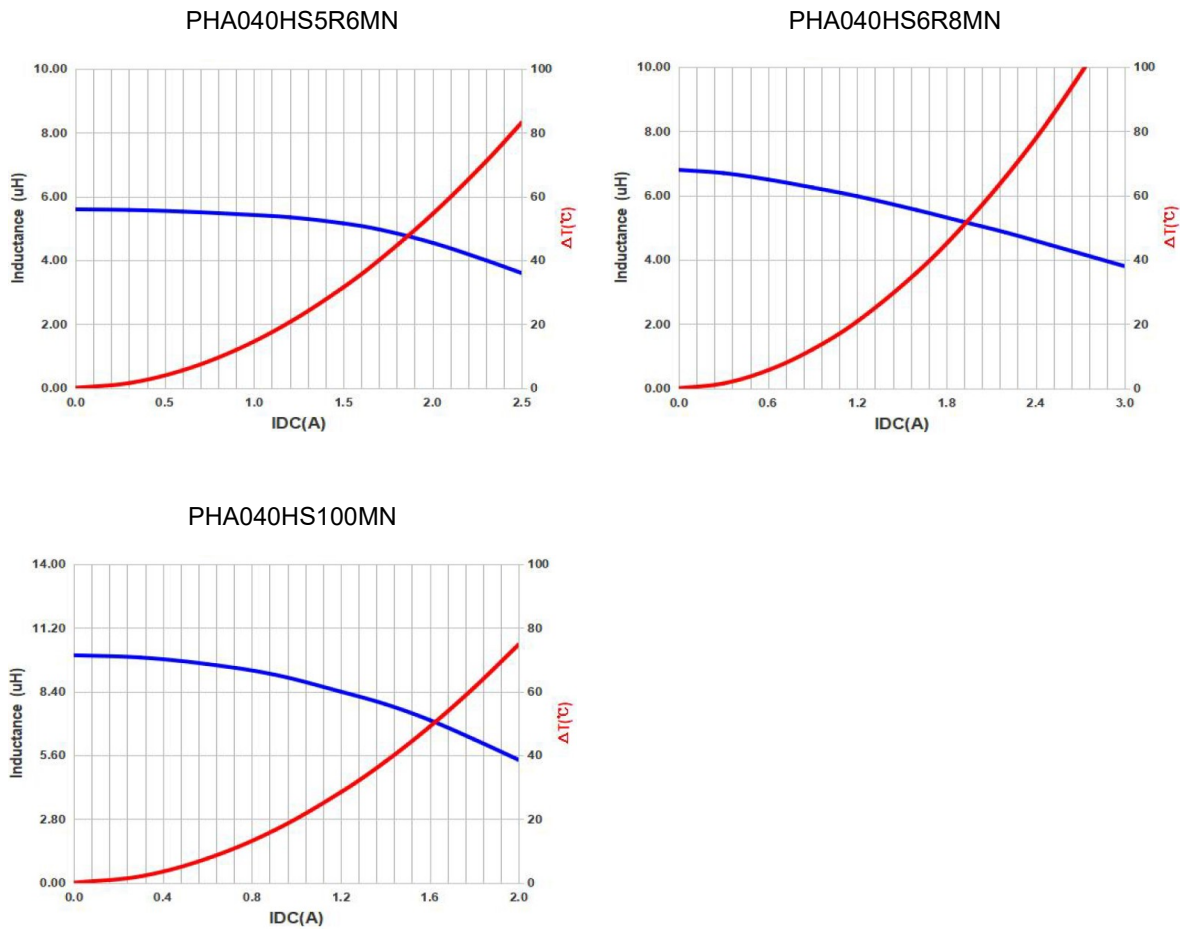 PHA040HS5R6MN
PHA040HS6R8MN
10.00
8.00
6.00
4.00
2.00
0.00
Inductance (uH)
100
80
60
40
20
0
ΔT(℃)
0.0 0.5 1.0 1.5 2.0 2.5
IDC(A)
10.00
8.00
6.00
4.00
2.00
0.00
Inductance (uH)
100
80
60
40
20
0
ΔT(℃)
0.0 0.6 1.2 1.8 2.4 3.0
IDC(A)
PHA040HS100MN
14.00
11.20
8.40
5.60
2.80
0.00
Inductance (uH)
100
80
60
40
20
0
ΔT(℃)
0.0 0.4 0.8 1.2 1.6 2.0
IDC(A)